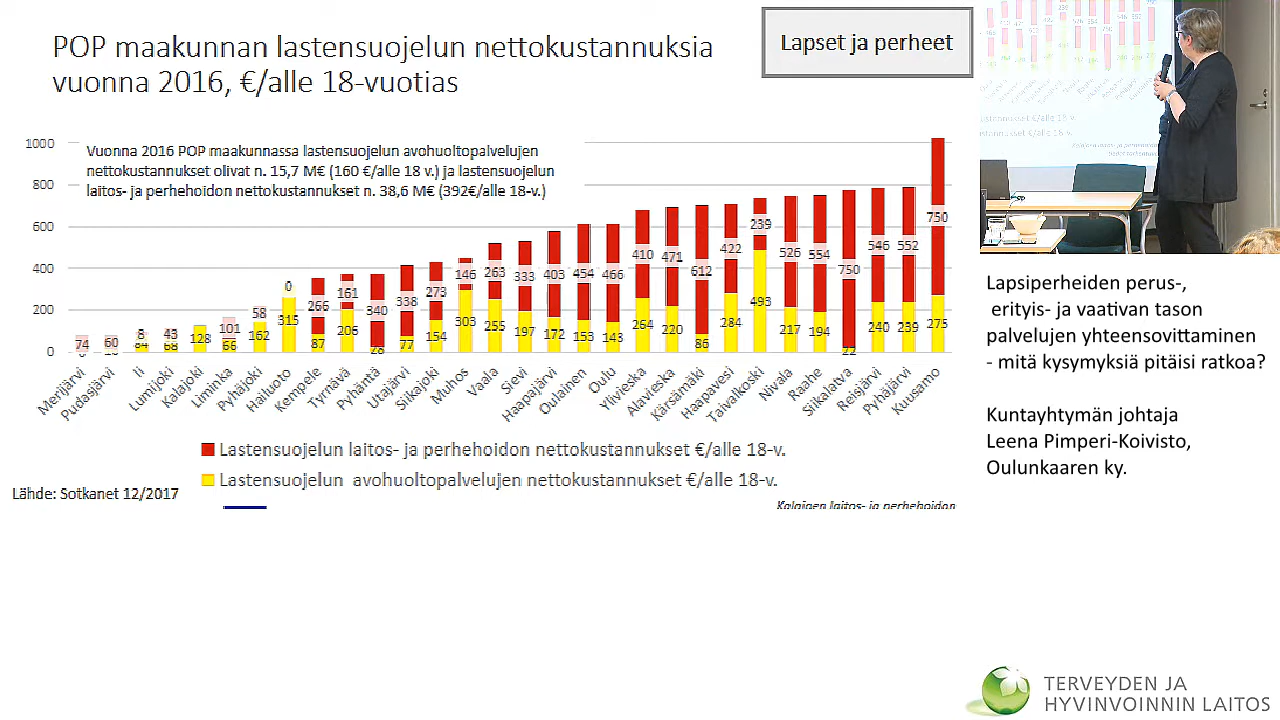 POP maakunnan lastensuojelun nettokustannuksia
vuonna 2016, €/alle 18-vuotias
Lapset ja perheet
Vuonna 2016 POP maakunnassa lastensuojelun avohuoltopalvelujen
nettokustannukset olivat n. 15,7 M€ (160 €/alle 18 v.) ja lastensuojelun
laitos- ja perhehoidon nettokustannukset n. 38,6 M€ (392€/alle 18-v.)
1000
800
600
400
200
0
74 60 8 43 101 58 0 266 161 340 338 273 146 263 333 403 454 466 410 471 612 422 239 526 554 750 546 552 750
84 68 128 66 162 315 87 206 28 77 154 303 255 197 172 153 143 264 220 86 284 493 217 194 22 240 239 275
Merijärvi
Pudasjärvi
Ii
Lumijoki
Kalajoki
Liminka
Pyhäjoki
Hailuoto
Kempele
Tyrnävä
Pyhäntä
Utajärvi
Siikajoki
Muhos
Vaala
Sievi
Haapajärvi
Oulainen
Oulu
Ylivieska
Alavieska
Kärsämäki
Haapavesi
Taivalkoski
Nivala
Raahe
Siikalatva
Reisjärvi
Pyhäjärvi
Kuusamo
Lastensuojelun laitos- ja perhehoidon nettokustannukset €/alle 18-v.
Lastensuojelun avohuoltopalvelujen nettokustannukset €/alle 18-v.
Lähde: Sotkanet 12/2017
Kalajoen laitos- ja perhehoidon
Lapsiperheiden perus-,
erityis- ja vaativan tason
palvelujen yhteensovittaminen
- mitä kysymyksiä pitäisi ratkoa?
Kuntayhtymän johtaja
Leena Pimperi-Koivisto,
Oulunkaaren ky.
TERVEYDEN JA
HYVINVOINNIN LAITOS